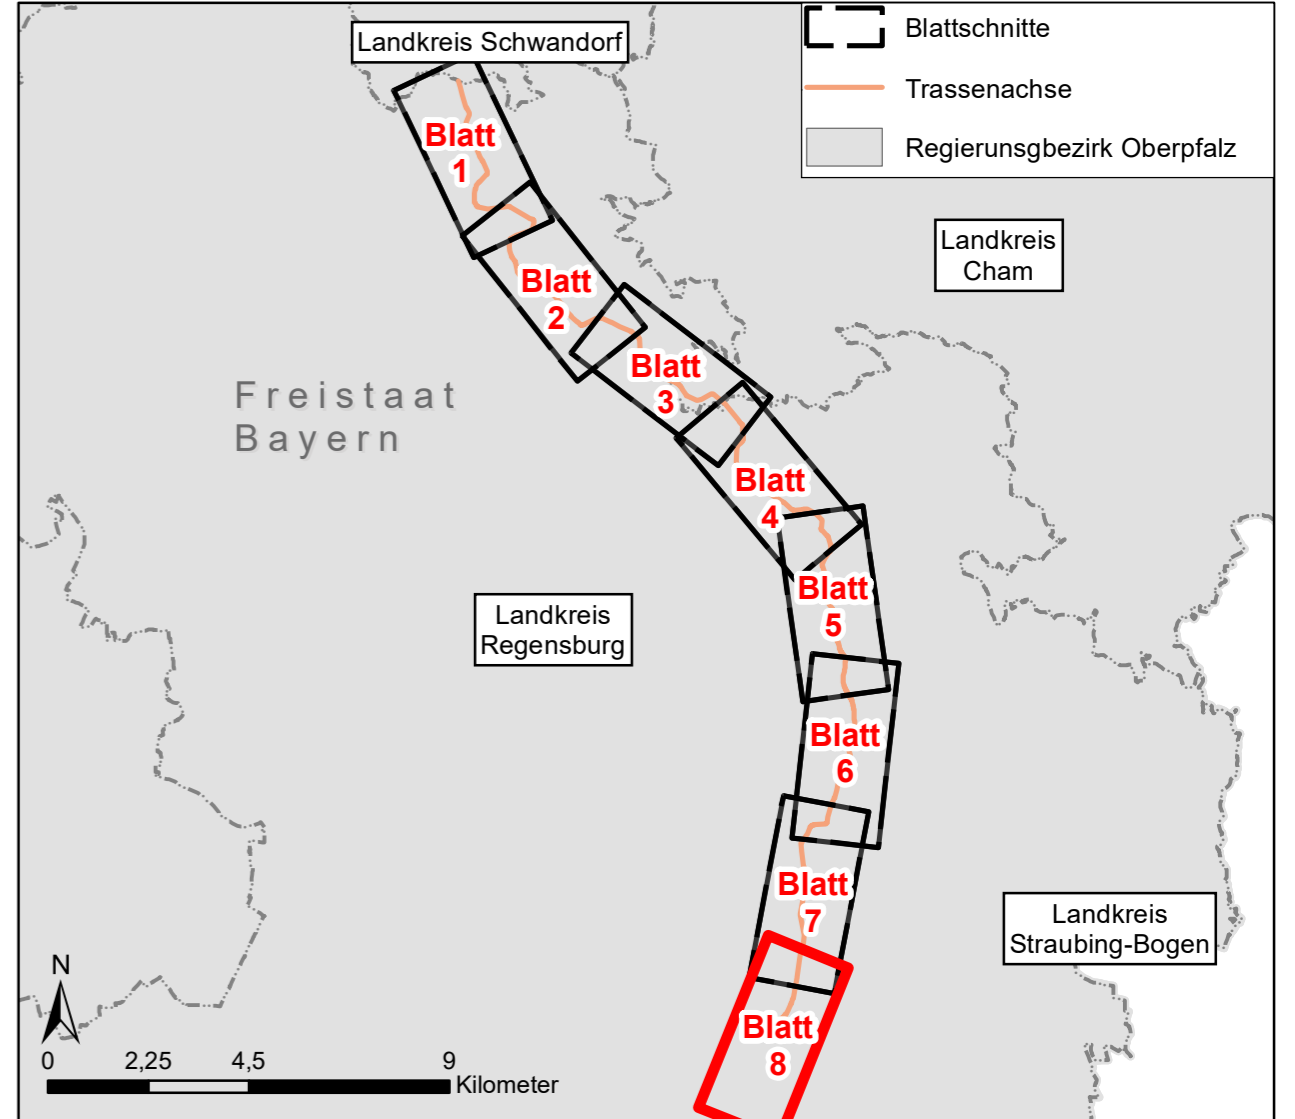 Landkreis Schwandorf
Blattschnitte
Trassenachse
Regierunsgbezirk Oberpfalz
Blatt
1
Landkreis
Cham
Blatt
2
Blatt
3
Freistaat
Bayern
Blatt
4
Blatt
5
Landkreis
Regensburg
Blatt
6
Blatt
7
Landkreis
Straubing-Bogen
Blatt
8
N
0 2,25 4,5 9
Kilometer